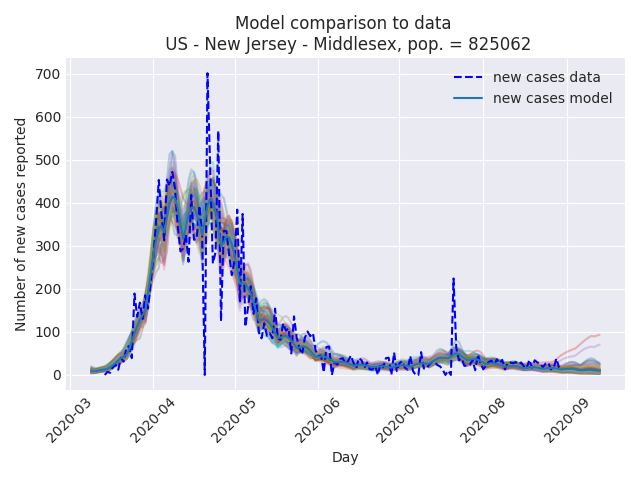 Model comparison to data
US - New Jersey - Middlesex, pop. = 825062
new cases data
new cases model
Number of new cases reported
700
600
500
400
300
200
100
0
2020-03
2020-04
2020-05
2020-06
2020-07
2020-08
2020-09
Day